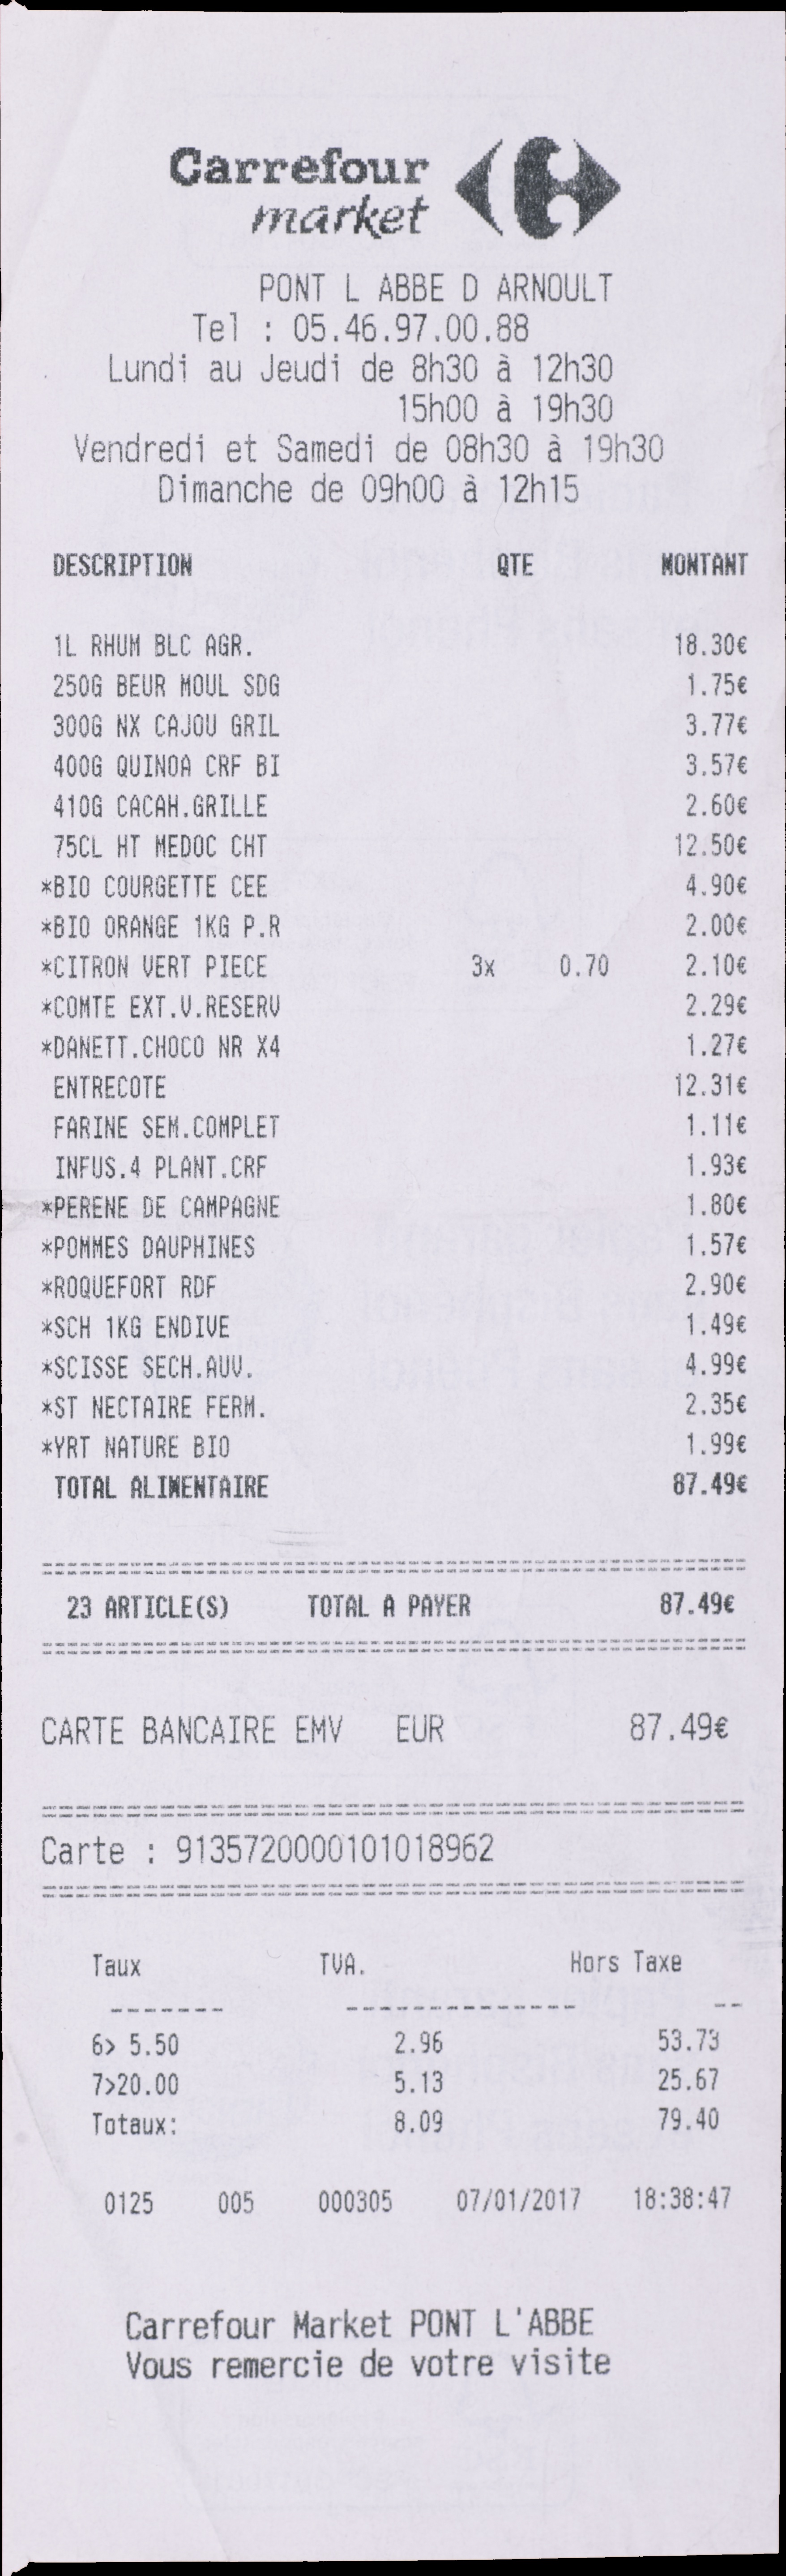 Carrefour
market
PONT L ABBE D ARNOULT
Tel : 05.46.97.00.88
Lundi au Jeudi de 8h30 à 12h30
15h00 à 19h30
Vendredi et Samedi de 08h30 à 19h30
Dimanche de 09h00 à 12h15
DESCRIPTION QTE MONTANT
1L RHUM BLC AGR. 18.30€
250G BEUR MOUL SDG 1.75€
300G NX CAJOU GRIL 3.77€
400G QUINOA CRF BI 3.57€
410G CACAH.GRILLE 2.60€
75CL HT MEDOC CHT 12.50€
*BIO COURGETTE CEE 4.90€
*BIO ORANGE 1KG P.R 2.00€
*CITRON VERT PIECE 3x 0.70 2.10€
*COMTE EXT.V.RESERV 2.29€
*DANETT.CHOCO NR X4 1.27€
ENTRECOTE 12.31€
FARINE SEM.COMPLET 1.11€
INFUS.4 PLANT.CRF 1.93€
*PERENE DE CAMPAGNE 1.80€
*POMMES DAUPHINES 1.57€
*ROQUEFORT RDF 2.90€
*SCH 1KG ENDIVE 1.49€
*SCISSE SECH.AUV. 4.99€
*ST NECTAIRE FERM. 2.35€
*YRT NATURE BIO 1.99€
TOTAL ALIMENTAIRE 87.49€
23 ARTICLE(S) TOTAL A PAYER 87.49€
CARTE BANCAIRE EMV EUR 87.49€
Carte : 9135720000101018962
Taux TVA. Hors Taxe
6> 5.50 2.96 53.73
7>20.00 5.13 25.67
Totaux: 8.09 79.40
0125 005 000305 07/01/2017 18:38:47
Carrefour Market PONT L'ABBE
Vous remercie de votre visite